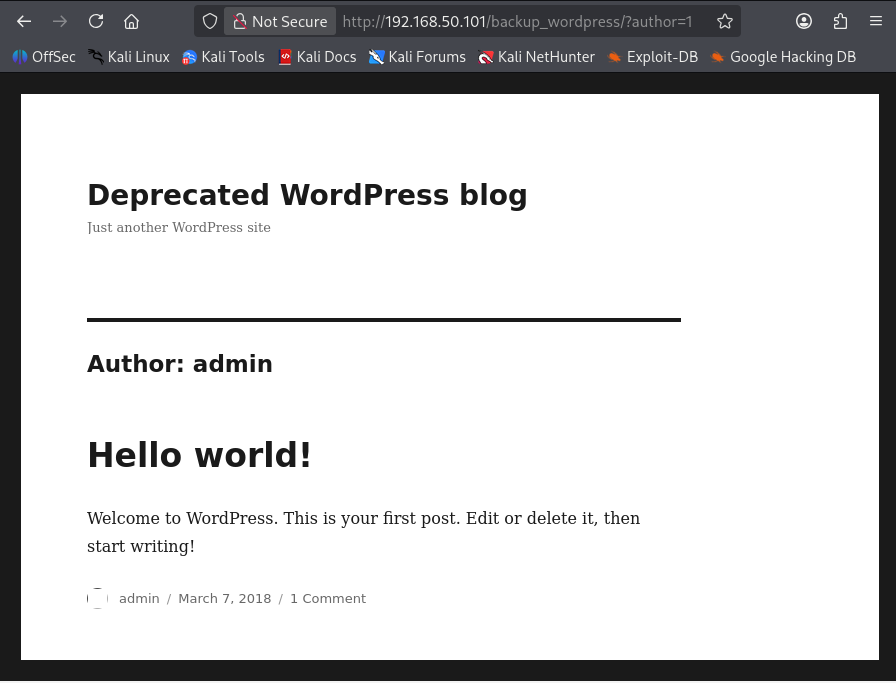 Not Secure
http://192.168.50.101/backup_wordpress/?author=1
OffSec
Kali Linux
Kali Tools
Kali Docs
Kali Forums
Kali NetHunter
Exploit-DB
Google Hacking DB
Deprecated WordPress blog
Just another WordPress site
Author: admin
Hello world!
Welcome to WordPress. This is your first post. Edit or delete it, then
start writing!
admin / March 7, 2018 / 1 Comment